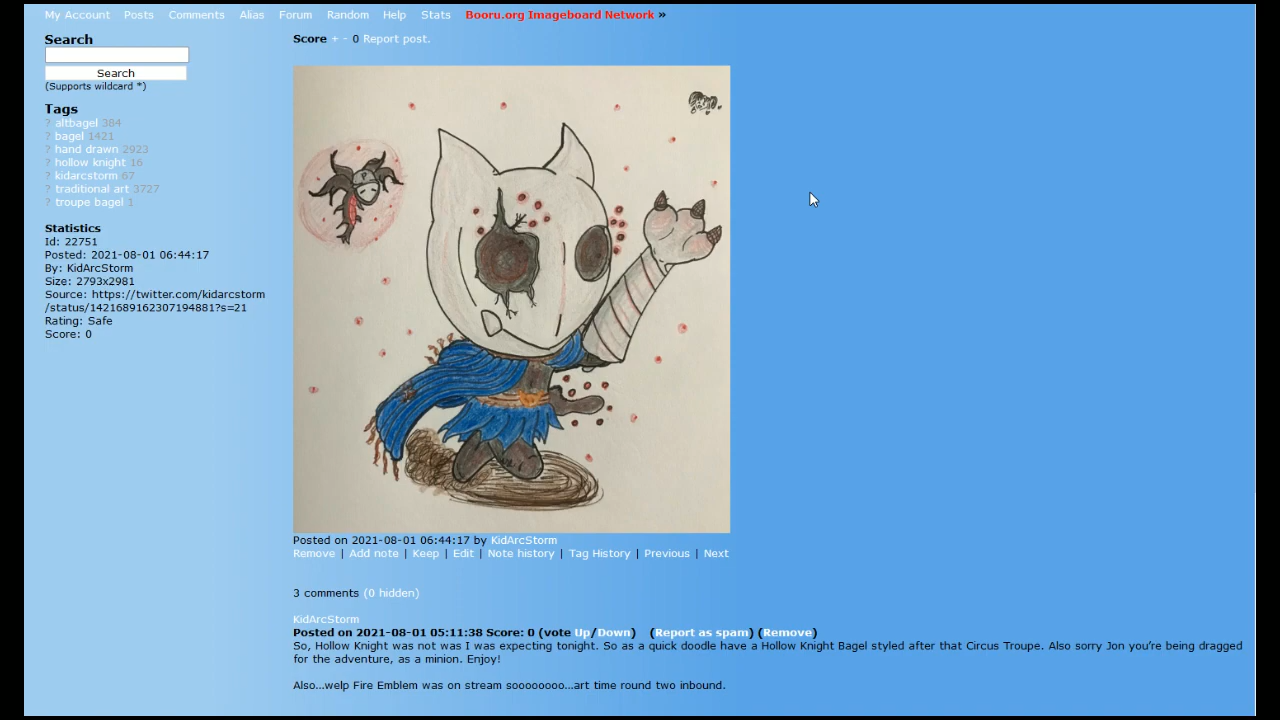 My Account Posts Comments Alias Forum Random Help Stats Booru.org Imageboard Network »
Search
Search
(Supports wildcard *)
Tags
? altbagel 384
? bagel 1421
? hand drawn 2923
? hollow knight 16
? kidarcstorm 67
? traditional art 3727
? troupe bagel 1
Statistics
Id: 22751
Posted: 2021-08-01 06:44:17
By: KidArcStorm
Size: 2793x2981
Source: https://twitter.com/kidarcstorm
/status/1421689162307194881?s=21
Rating: Safe
Score: 0
Score + - 0 Report post.
Posted on 2021-08-01 06:44:17 by KidArcStorm
Remove | Add note | Keep | Edit | Note history | Tag History | Previous | Next
3 comments (0 hidden)
KidArcStorm
Posted on 2021-08-01 05:11:38 Score: 0 (vote Up/Down) (Report as spam) (Remove)
So, Hollow Knight was not was I was expecting tonight. So as a quick doodle have a Hollow Knight Bagel styled after that Circus Troupe. Also sorry Jon you’re being dragged
for the adventure, as a minion. Enjoy!
Also...welp Fire Emblem was on stream soooooooo...art time round two inbound.